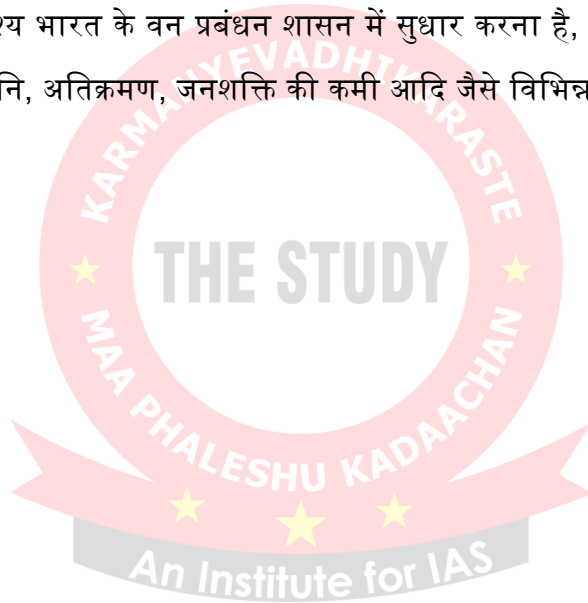 श्य भारत के वन प्रबंधन शासन में सुधार करना है,
नि, अतिक्रमण, जनशक्ति की कमी आदि जैसे विभिन्न
KARMANYEVADHIKARASTE
THE STUDY
MAA PHALESHU KADAACHAN
An Institute for IAS